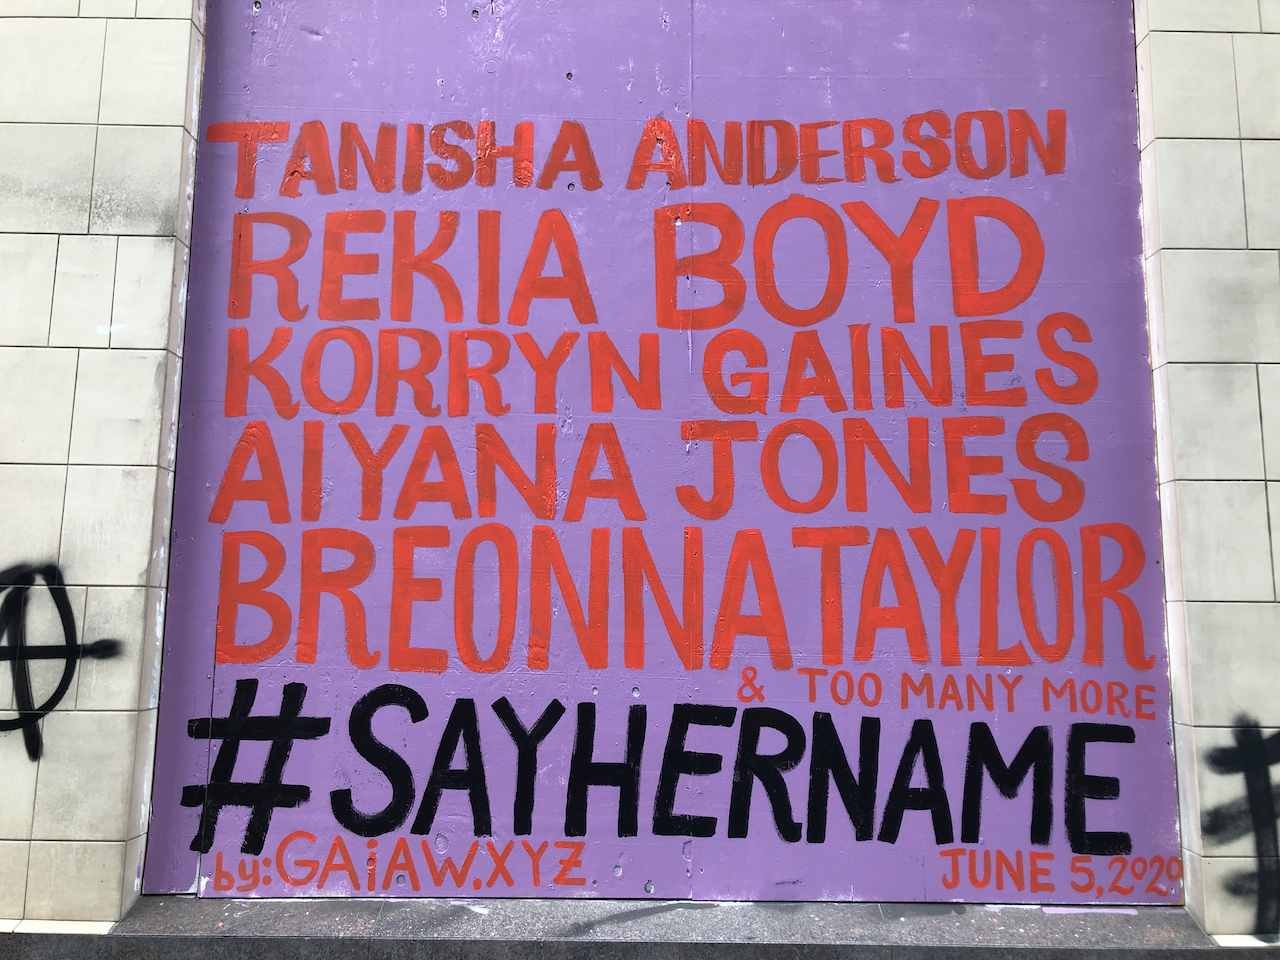 TANISHA ANDERSON
REKIA BOYD
KORRYN GAINES
AIYANA JONES
BREONNA TAYLOR
& TOO MANY MORE
#SAYHERNAME
by: GAiAW.XYZ
JUNE 5, 2020